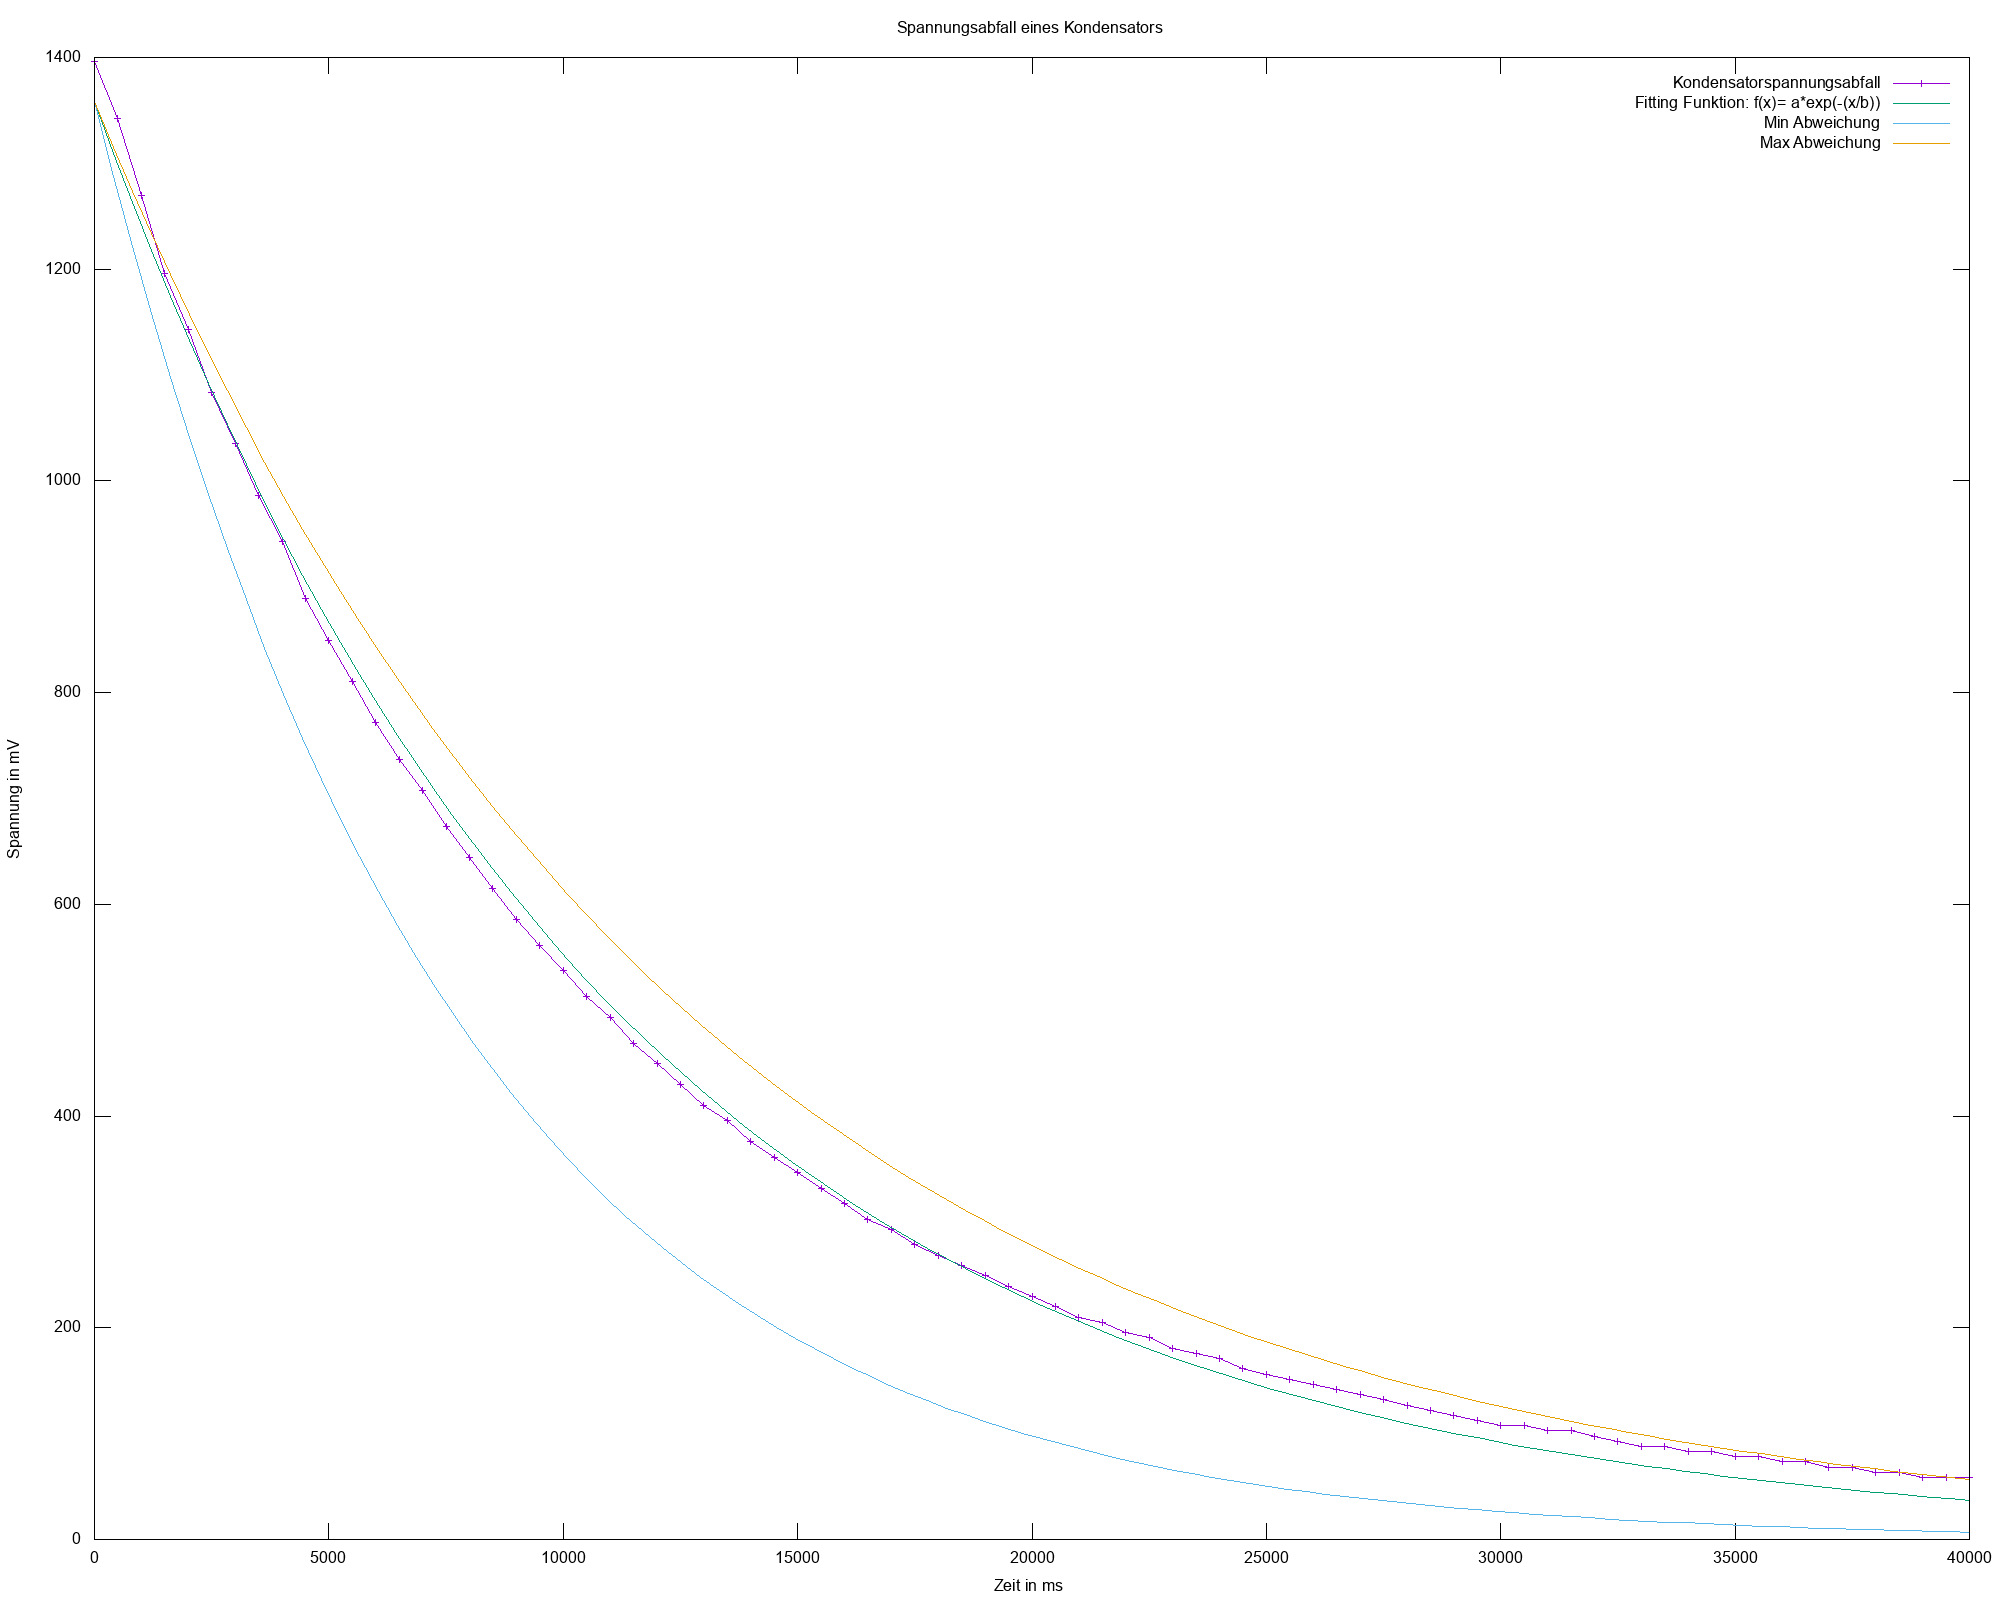 Spannungsabfall eines Kondensators
Kondensatorspannungsabfall
Fitting Funktion: f(x)= a*exp(-(x/b))
Min Abweichung
Max Abweichung
Spannung in mV
1400
1200
1000
800
600
400
200
0
0 5000 10000 15000 20000 25000 30000 35000 40000
Zeit in ms